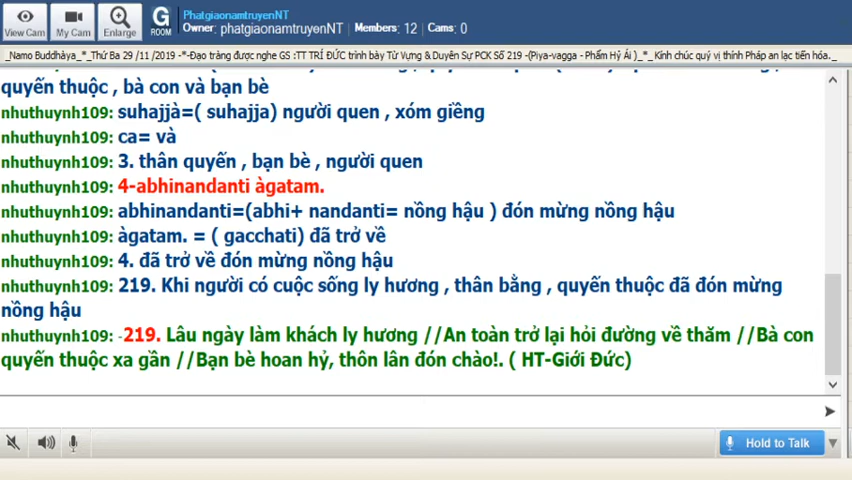 View Cam
My Cam
Enlarge
G
ROOM
PhatgiaonamtruyenNT
Owner: phatgiaonamtruyenNT | Members: 12 | Cams: 0
_Namo Buddhàya_*_Thứ Ba 29 /11 /2019 -*-Đạo tràng được nghe GS :TT TRÍ ĐỨC trình bày Từ Vựng & Duyên Sự PCK Số 219 -(Piya-vagga - Phẩm Hỷ Ái )_*_ Kính chúc quý vị thính Pháp an lạc tiến hóa._
quyến thuộc , bà con và bạn bè
nhuthuynh109: suhajjà=( suhajja) người quen , xóm giềng
nhuthuynh109: ca= và
nhuthuynh109: 3. thân quyến , bạn bè , người quen
nhuthuynh109: 4-abhinandanti àgatam.
nhuthuynh109: abhinandanti=(abhi+ nandanti= nồng hậu ) đón mừng nồng hậu
nhuthuynh109: àgatam. = ( gacchati) đã trở về
nhuthuynh109: 4. đã trở về đón mừng nồng hậu
nhuthuynh109: 219. Khi người có cuộc sống ly hương , thân bằng , quyến thuộc đã đón mừng
nồng hậu
nhuthuynh109: -219. Lâu ngày làm khách ly hương //An toàn trở lại hỏi đường về thăm //Bà con
quyến thuộc xa gần //Bạn bè hoan hỷ, thôn lân đón chào!. ( HT-Giới Đức)
Hold to Talk